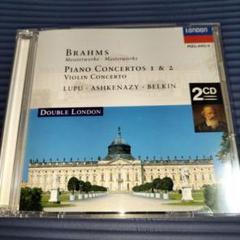 BRAHMS
LONDON
Meisterwerke · Masterworks
PIANO CONCERTOS 1 & 2
VIOLIN CONCERTO
LUPU · ASHKENAZY · BELKIN
2CD
DOUBLE LONDON